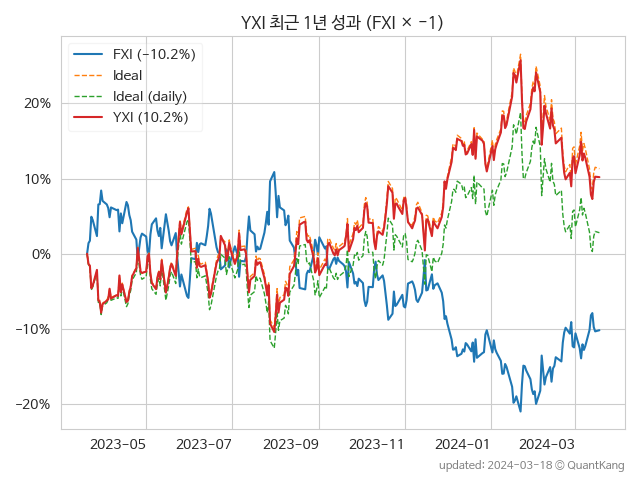 YXI 최근 1년 성과 (FXI × −1)
FXI (−10.2%)
Ideal
Ideal (daily)
YXI (10.2%)
20%
10%
0%
−10%
−20%
2023-05 2023-07 2023-09 2023-11 2024-01 2024-03
updated: 2024-03-18 ⓒ QuantKang